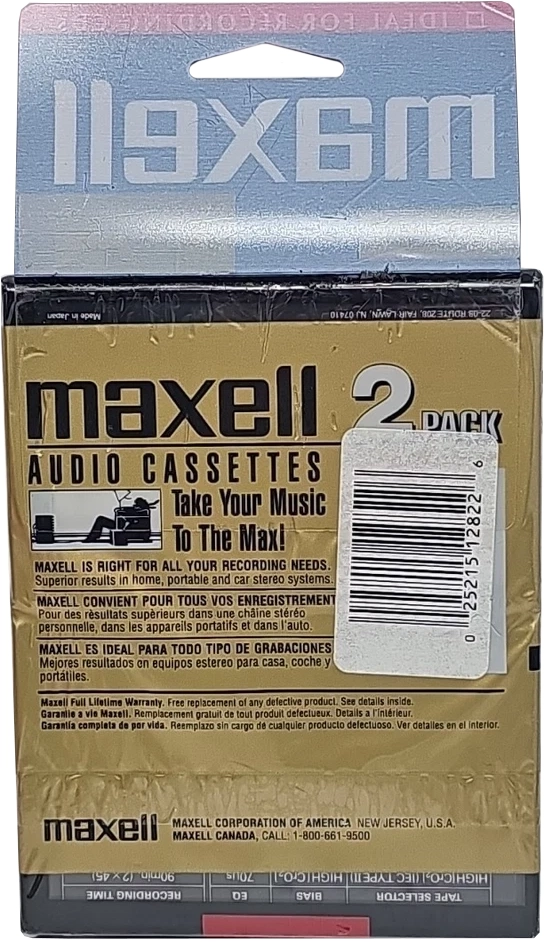 IDEAL FOR RECORDING
maxell
22-08 ROUTE 208, FAIR LAWN, NJ 07410
Made in Japan
maxell 2 PACK
AUDIO CASSETTES
Take Your Music
To The Max!
MAXELL IS RIGHT FOR ALL YOUR RECORDING NEEDS.
Superior results in home, portable and car stereo systems.
MAXELL CONVIENT POUR TOUS VOS ENREGISTREMENT
Pour des rèsultats supérieurs dans une chaîne stéréo
personnelle, dans les appareils portatifs et dans l'auto.
MAXELL ES IDEAL PARA TODO TIPO DE GRABACIONES
Mejores resultados en equipos estereo para casa, coche y
portátiles.
0 25215 12822 6
Maxell Full Lifetime Warranty. Free replacement of any defective product. See details inside.
Garantie a vie Maxell. Remplacement gratuit de tout produit defectueux. Details a l'intérieur.
Garantía completa de por vida. Reemplazo sin cargo de cualquier producto defectuoso. Ver detalles en el interior.
maxell
MAXELL CORPORATION OF AMERICA NEW JERSEY, U.S.A.
MAXELL CANADA, CALL: 1-800-661-9500
TAPE SELECTOR BIAS EQ RECORDING TIME
HIGH(CrO₂)(IEC TYPE II) HIGH(CrO₂) 70μs 90min (2×45)